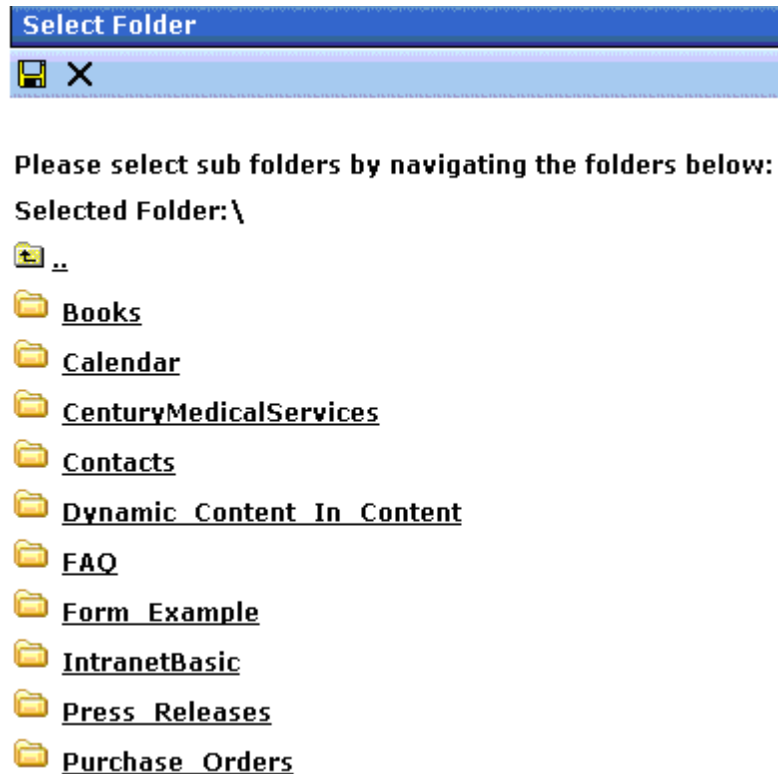 Select Folder
Please select sub folders by navigating the folders below:
Selected Folder:\
..
Books
Calendar
CenturyMedicalServices
Contacts
Dynamic_Content_In_Content
FAQ
Form_Example
IntranetBasic
Press_Releases
Purchase_Orders